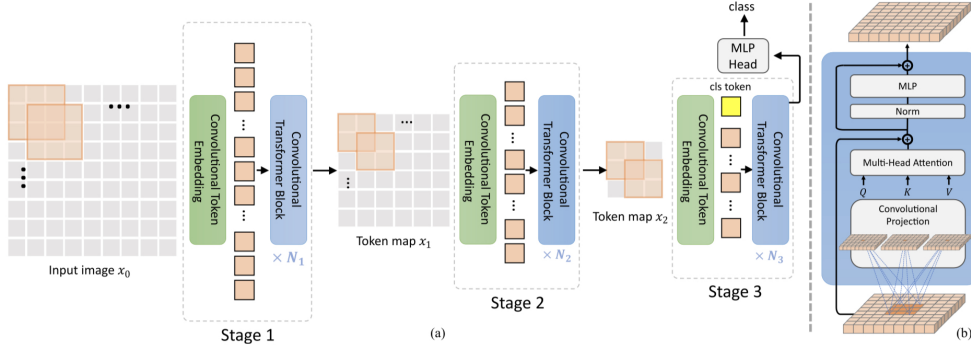 Input image x₀
Convolutional Token
Embedding
Convolutional
Transformer Block
× N₁
Stage 1
Token map x₁
Convolutional Token
Embedding
Convolutional
Transformer Block
× N₂
Stage 2
(a)
Token map x₂
class
MLP
Head
cls token
Convolutional Token
Embedding
Convolutional
Transformer Block
× N₃
Stage 3
MLP
Norm
Multi-Head Attention
Q K V
Convolutional
Projection
(b)